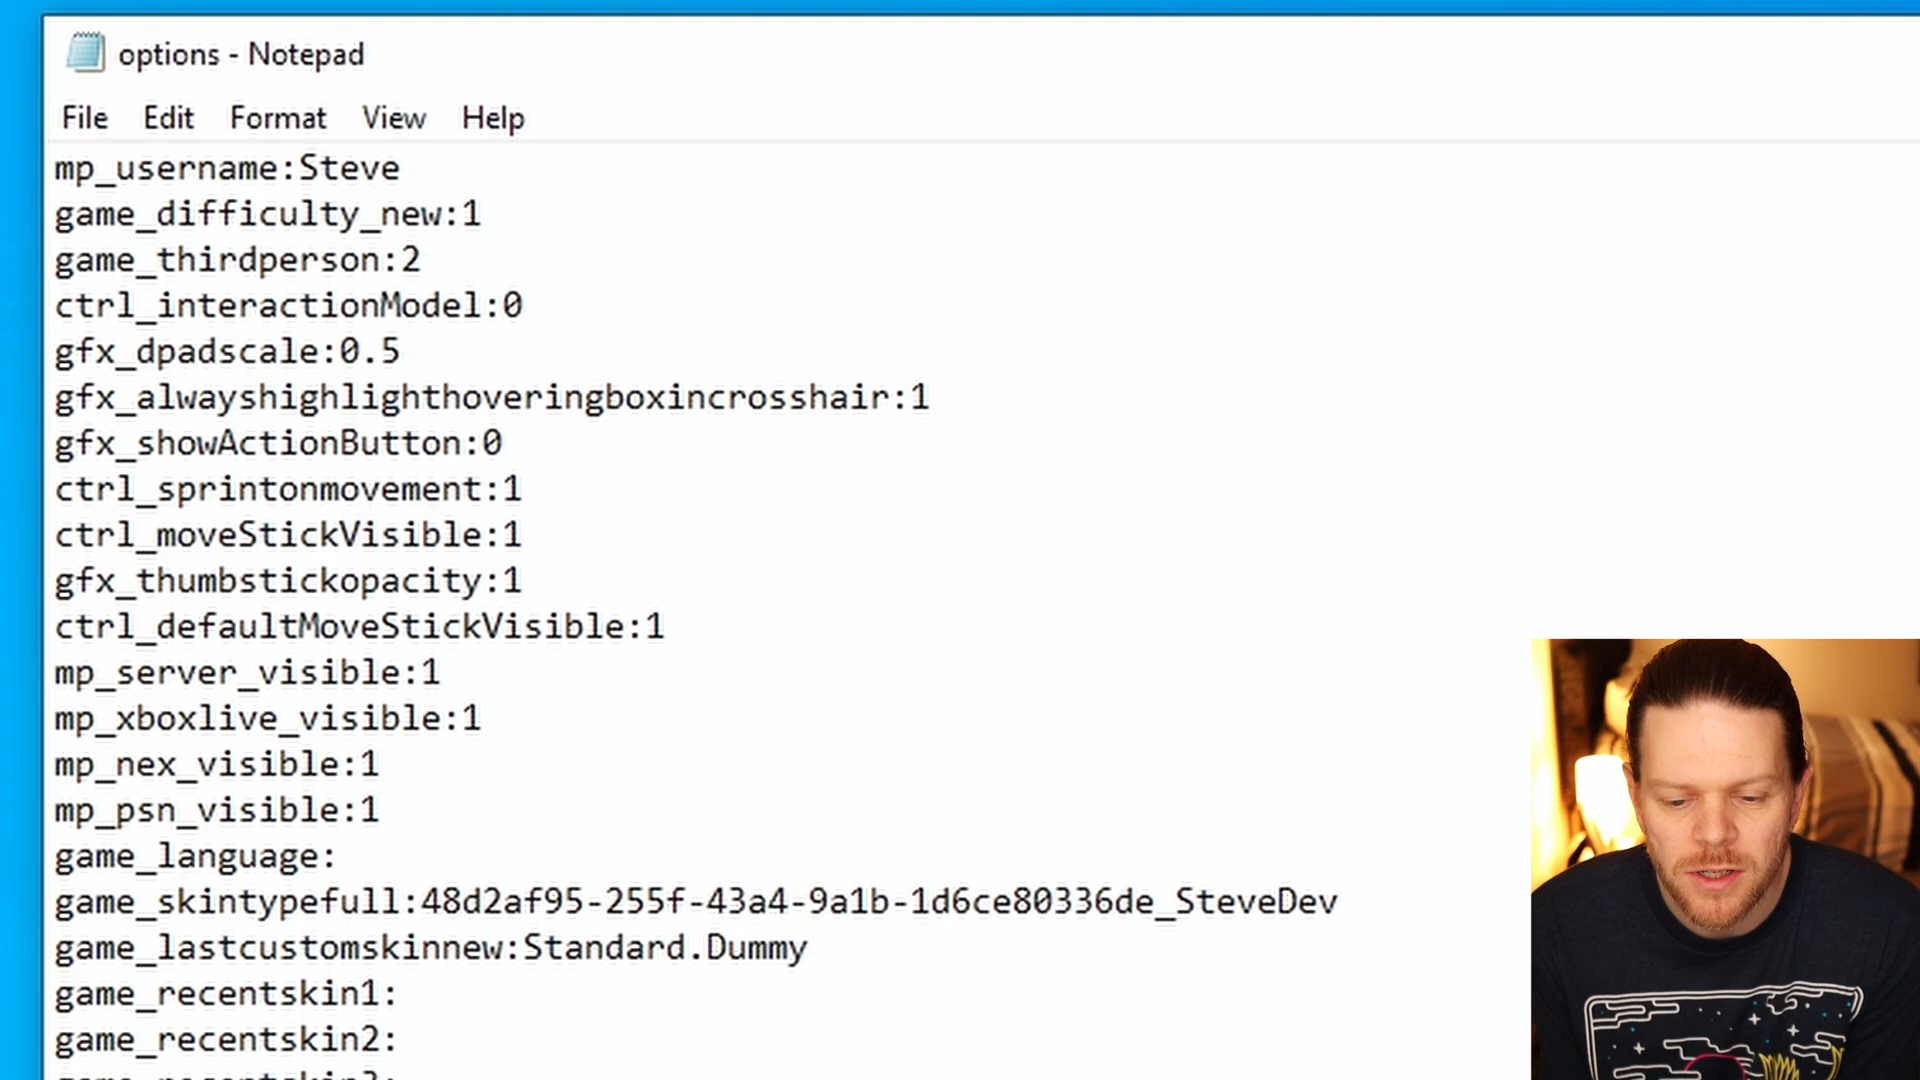 options - Notepad
File Edit Format View Help
mp_username:Steve
game_difficulty_new:1
game_thirdperson:2
ctrl_interactionModel:0
gfx_dpadscale:0.5
gfx_alwayshighlighthoveringboxincrosshair:1
gfx_showActionButton:0
ctrl_sprintonmovement:1
ctrl_moveStickVisible:1
gfx_thumbstickopacity:1
ctrl_defaultMoveStickVisible:1
mp_server_visible:1
mp_xboxlive_visible:1
mp_nex_visible:1
mp_psn_visible:1
game_language:
game_skintypefull:48d2af95-255f-43a4-9a1b-1d6ce80336de_SteveDev
game_lastcustomskinnew:Standard.Dummy
game_recentskin1:
game_recentskin2: